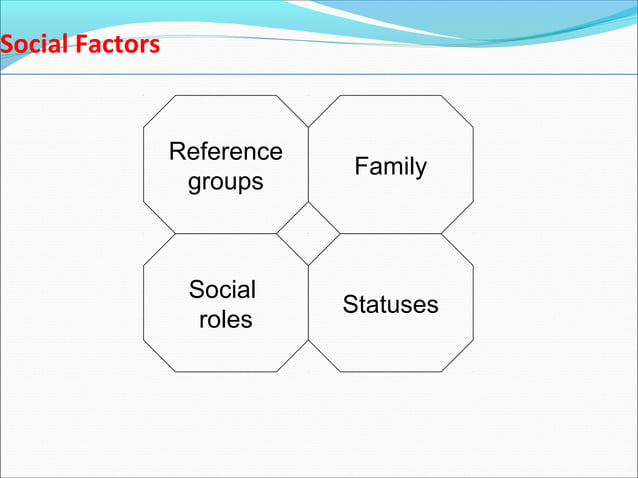 Social Factors
Reference
groups
Family
Social
roles
Statuses